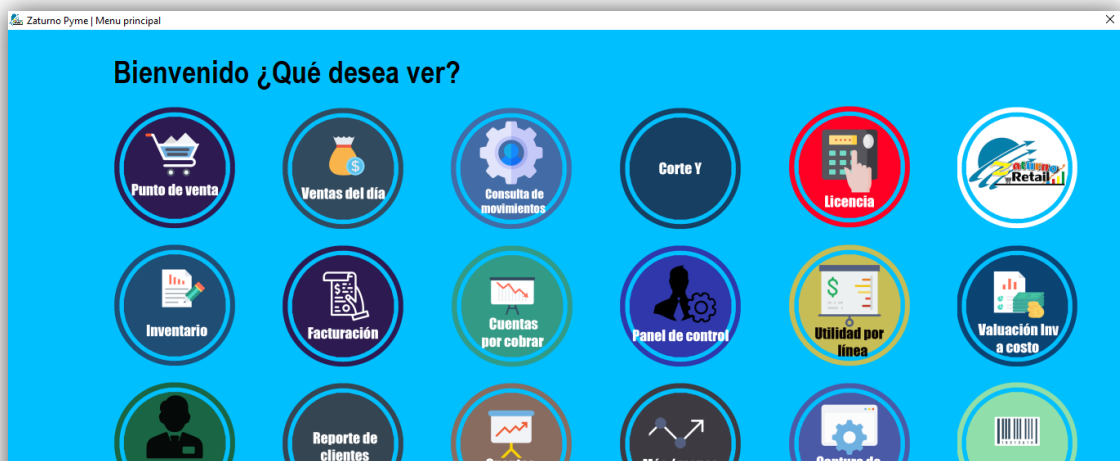 Zaturno Pyme | Menu principal
Bienvenido ¿Qué desea ver?
Punto de venta
$
Ventas del día
Consulta de
movimientos
Corte Y
Licencia
Zaturno
Retail
Inventario
$
Facturación
Cuentas
por cobrar
Panel de control
$
Utilidad por
línea
Valuación Inv
a costo
Reporte de
clientes